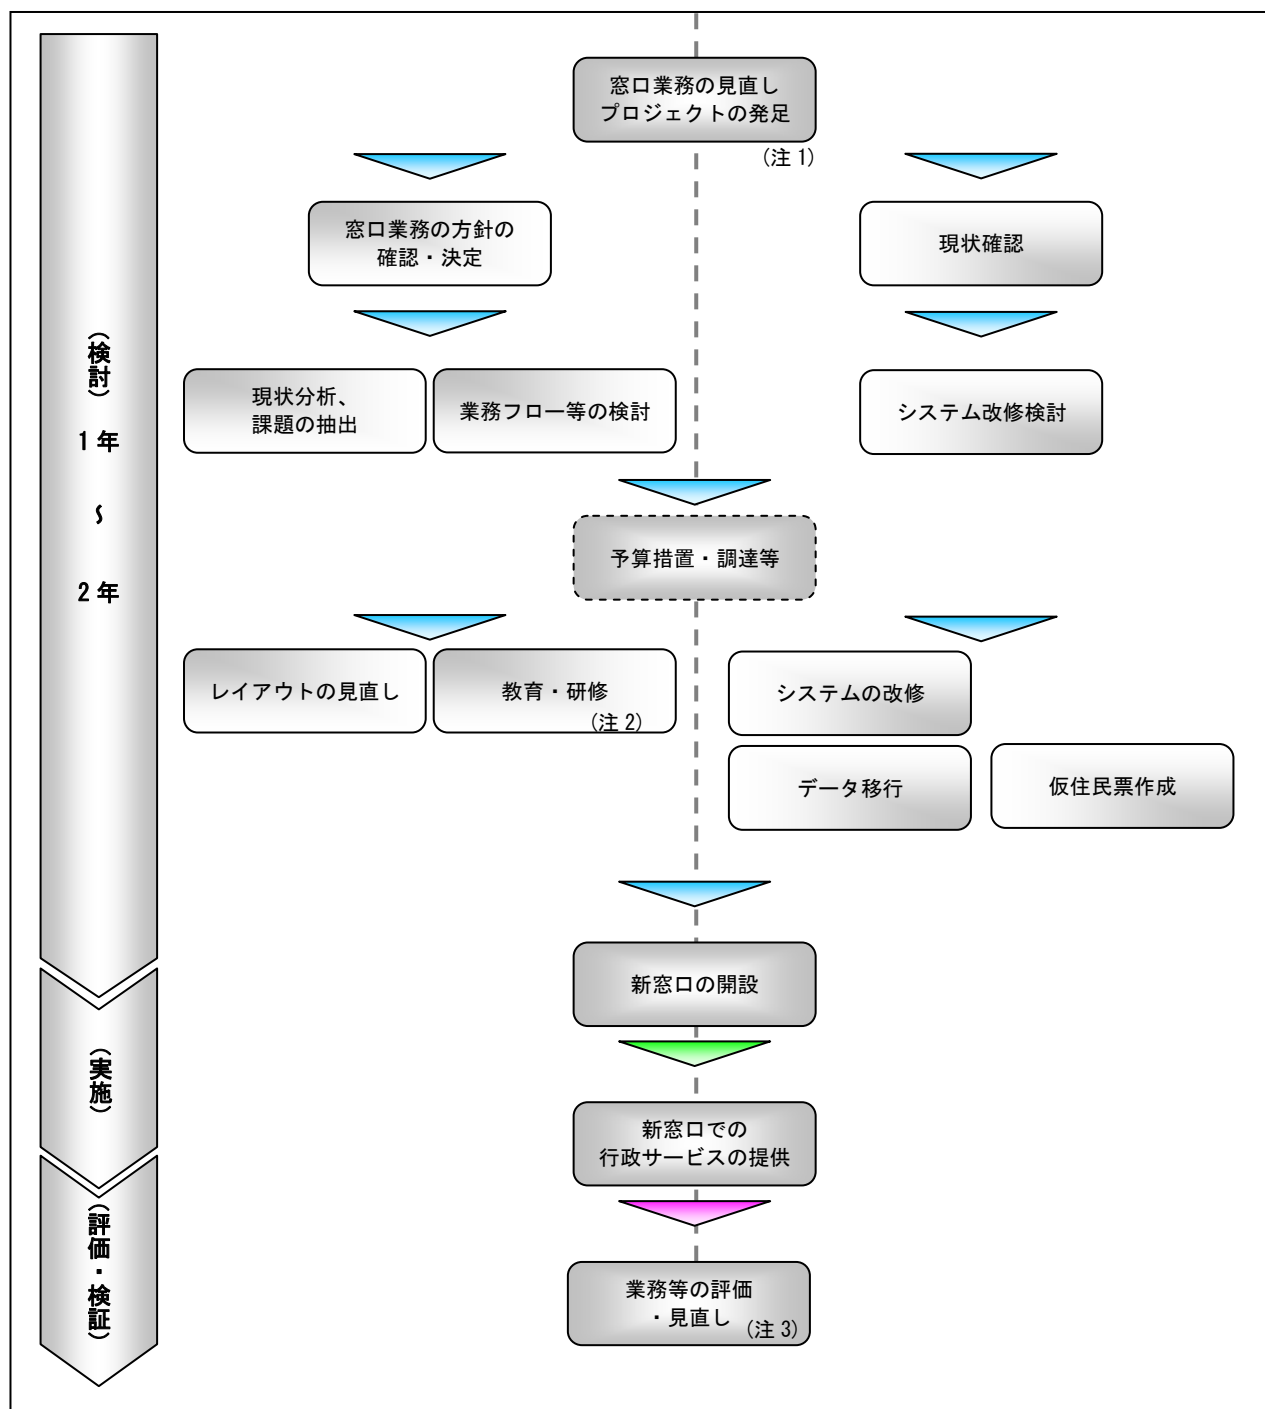 窓口業務の見直し
プロジェクトの発足
（注 1）
窓口業務の方針の
確認・決定
現状確認
（検討）
1 年
～
2 年
現状分析、
課題の抽出
業務フロー等の検討
システム改修検討
予算措置・調達等
レイアウトの見直し
教育・研修
（注 2）
システムの改修
データ移行
仮住民票作成
新窓口の開設
（実施）
新窓口での
行政サービスの提供
（評価・検証）
業務等の評価
・見直し
（注 3）